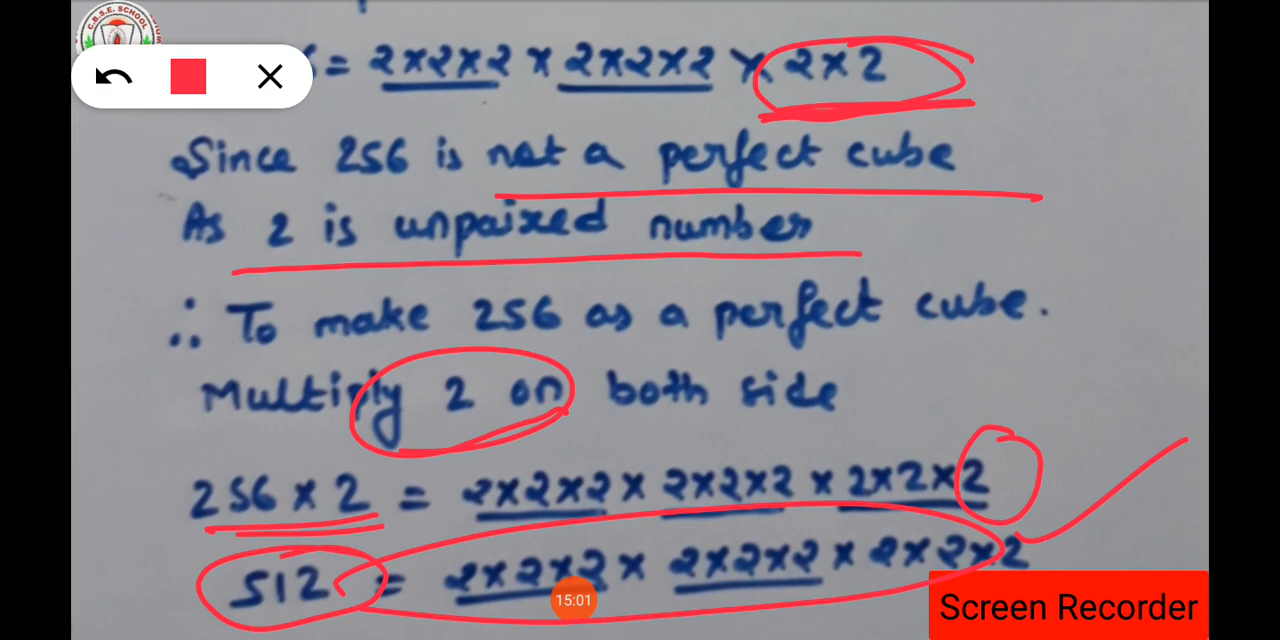 C.B.S.E. SCHOOL
6 = 2×2×2 × 2×2×2 × 2×2
Since 256 is not a perfect cube
As 2 is unpaired number
∴ To make 256 as a perfect cube.
Multiply 2 on both side
256 × 2 = 2×2×2 × 2×2×2 × 2×2×2
512 = 2×2×2 × 2×2×2 × 2×2×2
15:01
Screen Recorder